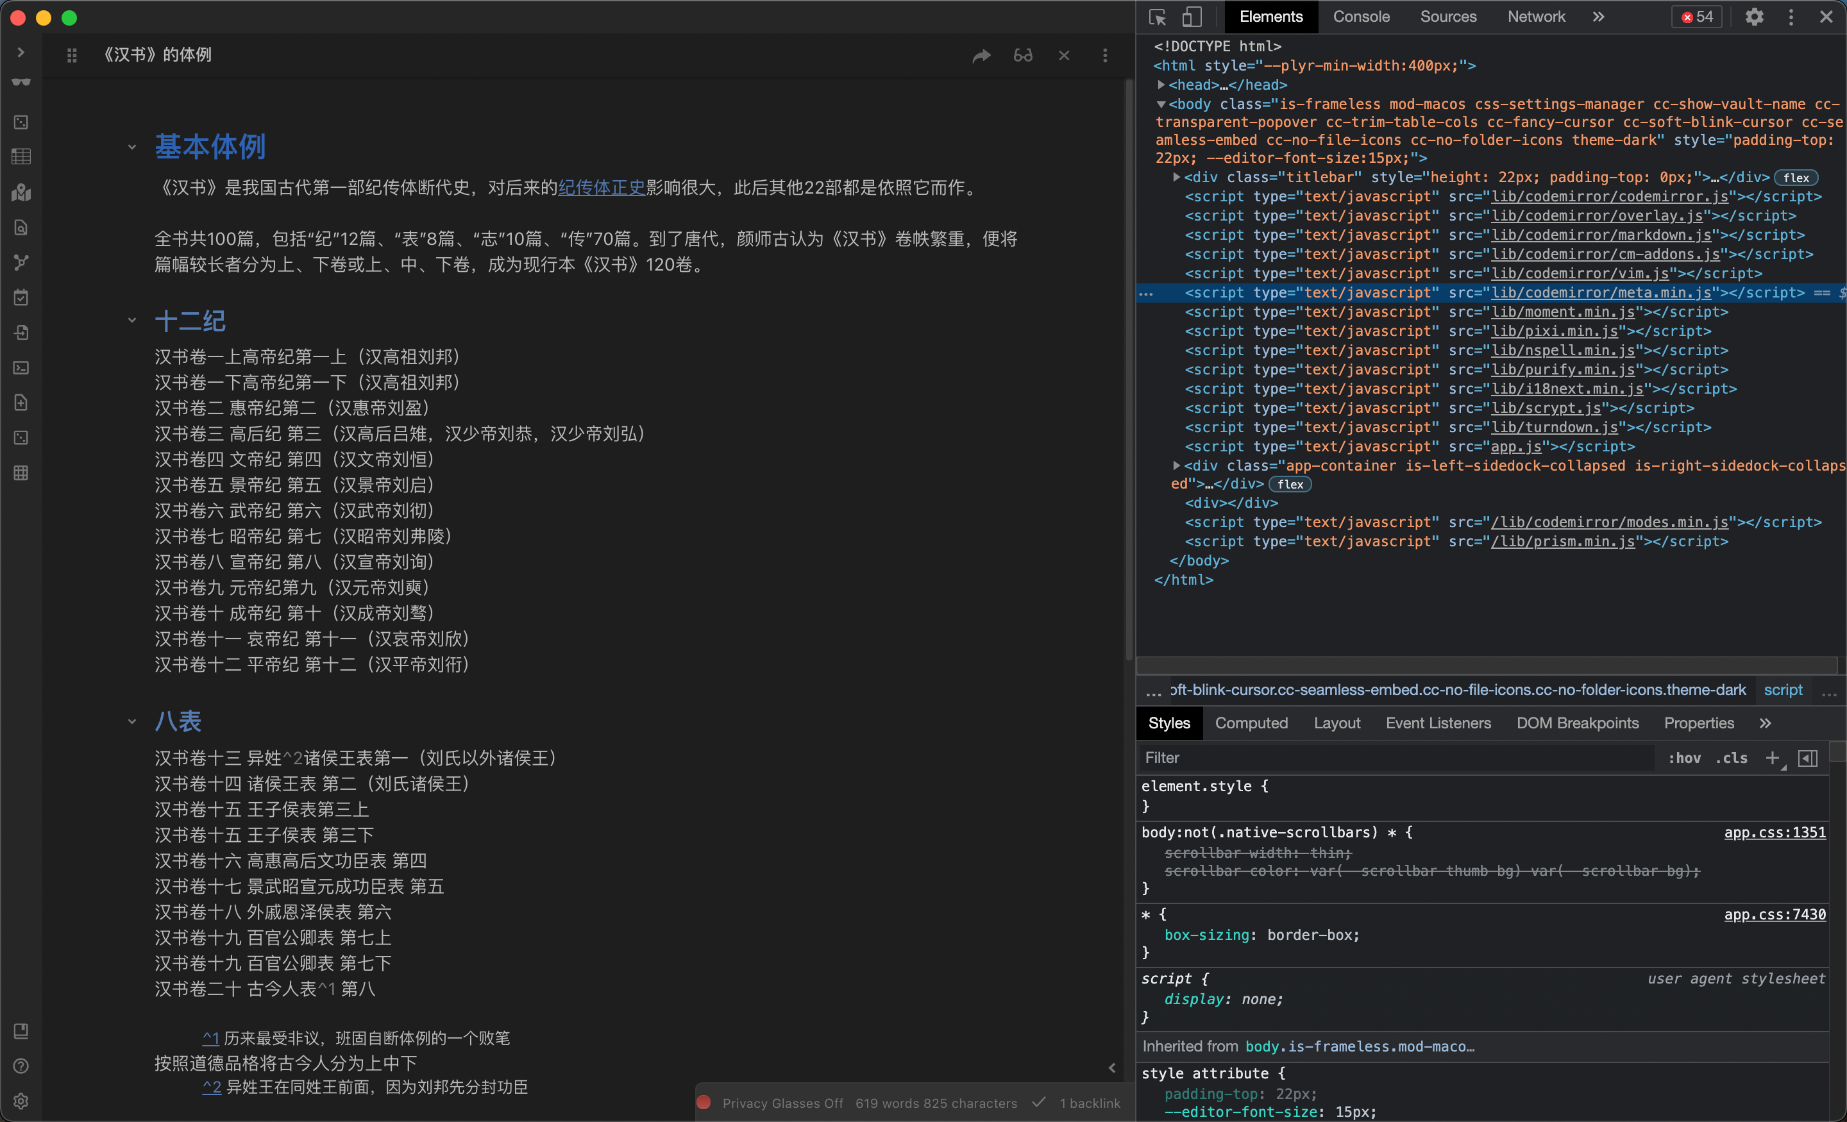 《汉书》的体例
基本体例
《汉书》是我国古代第一部纪传体断代史，对后来的纪传体正史影响很大，此后其他22部都是依照它而作。
全书共100篇，包括“纪”12篇、“表”8篇、“志”10篇、“传”70篇。到了唐代，颜师古认为《汉书》卷帙繁重，便将
篇幅较长者分为上、下卷或上、中、下卷，成为现行本《汉书》120卷。
十二纪
汉书卷一上高帝纪第一上（汉高祖刘邦）
汉书卷一下高帝纪第一下（汉高祖刘邦）
汉书卷二 惠帝纪第二（汉惠帝刘盈）
汉书卷三 高后纪 第三（汉高后吕雉，汉少帝刘恭，汉少帝刘弘）
汉书卷四 文帝纪 第四（汉文帝刘恒）
汉书卷五 景帝纪 第五（汉景帝刘启）
汉书卷六 武帝纪 第六（汉武帝刘彻）
汉书卷七 昭帝纪 第七（汉昭帝刘弗陵）
汉书卷八 宣帝纪 第八（汉宣帝刘询）
汉书卷九 元帝纪第九（汉元帝刘奭）
汉书卷十 成帝纪 第十（汉成帝刘骜）
汉书卷十一 哀帝纪 第十一（汉哀帝刘欣）
汉书卷十二 平帝纪 第十二（汉平帝刘衎）
八表
汉书卷十三 异姓^2诸侯王表第一（刘氏以外诸侯王）
汉书卷十四 诸侯王表 第二（刘氏诸侯王）
汉书卷十五 王子侯表第三上
汉书卷十五 王子侯表 第三下
汉书卷十六 高惠高后文功臣表 第四
汉书卷十七 景武昭宣元成功臣表 第五
汉书卷十八 外戚恩泽侯表 第六
汉书卷十九 百官公卿表 第七上
汉书卷十九 百官公卿表 第七下
汉书卷二十 古今人表^1 第八
^1 历来最受非议，班固自断体例的一个败笔
按照道德品格将古今人分为上中下
^2 异姓王在同姓王前面，因为刘邦先分封功臣
Privacy Glasses Off 619 words 825 characters 1 backlink
Elements Console Sources Network » 54
<!DOCTYPE html>
<html style="--plyr-min-width:400px;">
<head>…</head>
<body class="is-frameless mod-macos css-settings-manager cc-show-vault-name cc-
transparent-popover cc-trim-table-cols cc-fancy-cursor cc-soft-blink-cursor cc-se
amless-embed cc-no-file-icons cc-no-folder-icons theme-dark" style="padding-top:
22px; --editor-font-size:15px;">
<div class="titlebar" style="height: 22px; padding-top: 0px;">…</div> flex
<script type="text/javascript" src="lib/codemirror/codemirror.js"></script>
<script type="text/javascript" src="lib/codemirror/overlay.js"></script>
<script type="text/javascript" src="lib/codemirror/markdown.js"></script>
<script type="text/javascript" src="lib/codemirror/cm-addons.js"></script>
<script type="text/javascript" src="lib/codemirror/vim.js"></script>
… <script type="text/javascript" src="lib/codemirror/meta.min.js"></script> == $
<script type="text/javascript" src="lib/moment.min.js"></script>
<script type="text/javascript" src="lib/pixi.min.js"></script>
<script type="text/javascript" src="lib/nspell.min.js"></script>
<script type="text/javascript" src="lib/purify.min.js"></script>
<script type="text/javascript" src="lib/i18next.min.js"></script>
<script type="text/javascript" src="lib/scrypt.js"></script>
<script type="text/javascript" src="lib/turndown.js"></script>
<script type="text/javascript" src="app.js"></script>
<div class="app-container is-left-sidedock-collapsed is-right-sidedock-collaps
ed">…</div> flex
<div></div>
<script type="text/javascript" src="/lib/codemirror/modes.min.js"></script>
<script type="text/javascript" src="/lib/prism.min.js"></script>
</body>
</html>
… oft-blink-cursor.cc-seamless-embed.cc-no-file-icons.cc-no-folder-icons.theme-dark script …
Styles Computed Layout Event Listeners DOM Breakpoints Properties »
Filter :hov .cls +
element.style {
}
body:not(.native-scrollbars) * { app.css:1351
scrollbar-width: thin;
scrollbar-color: var(--scrollbar-thumb-bg) var(--scrollbar-bg);
}
* { app.css:7430
box-sizing: border-box;
}
script { user agent stylesheet
display: none;
}
Inherited from body.is-frameless.mod-maco…
style attribute {
padding-top: 22px;
--editor-font-size: 15px;